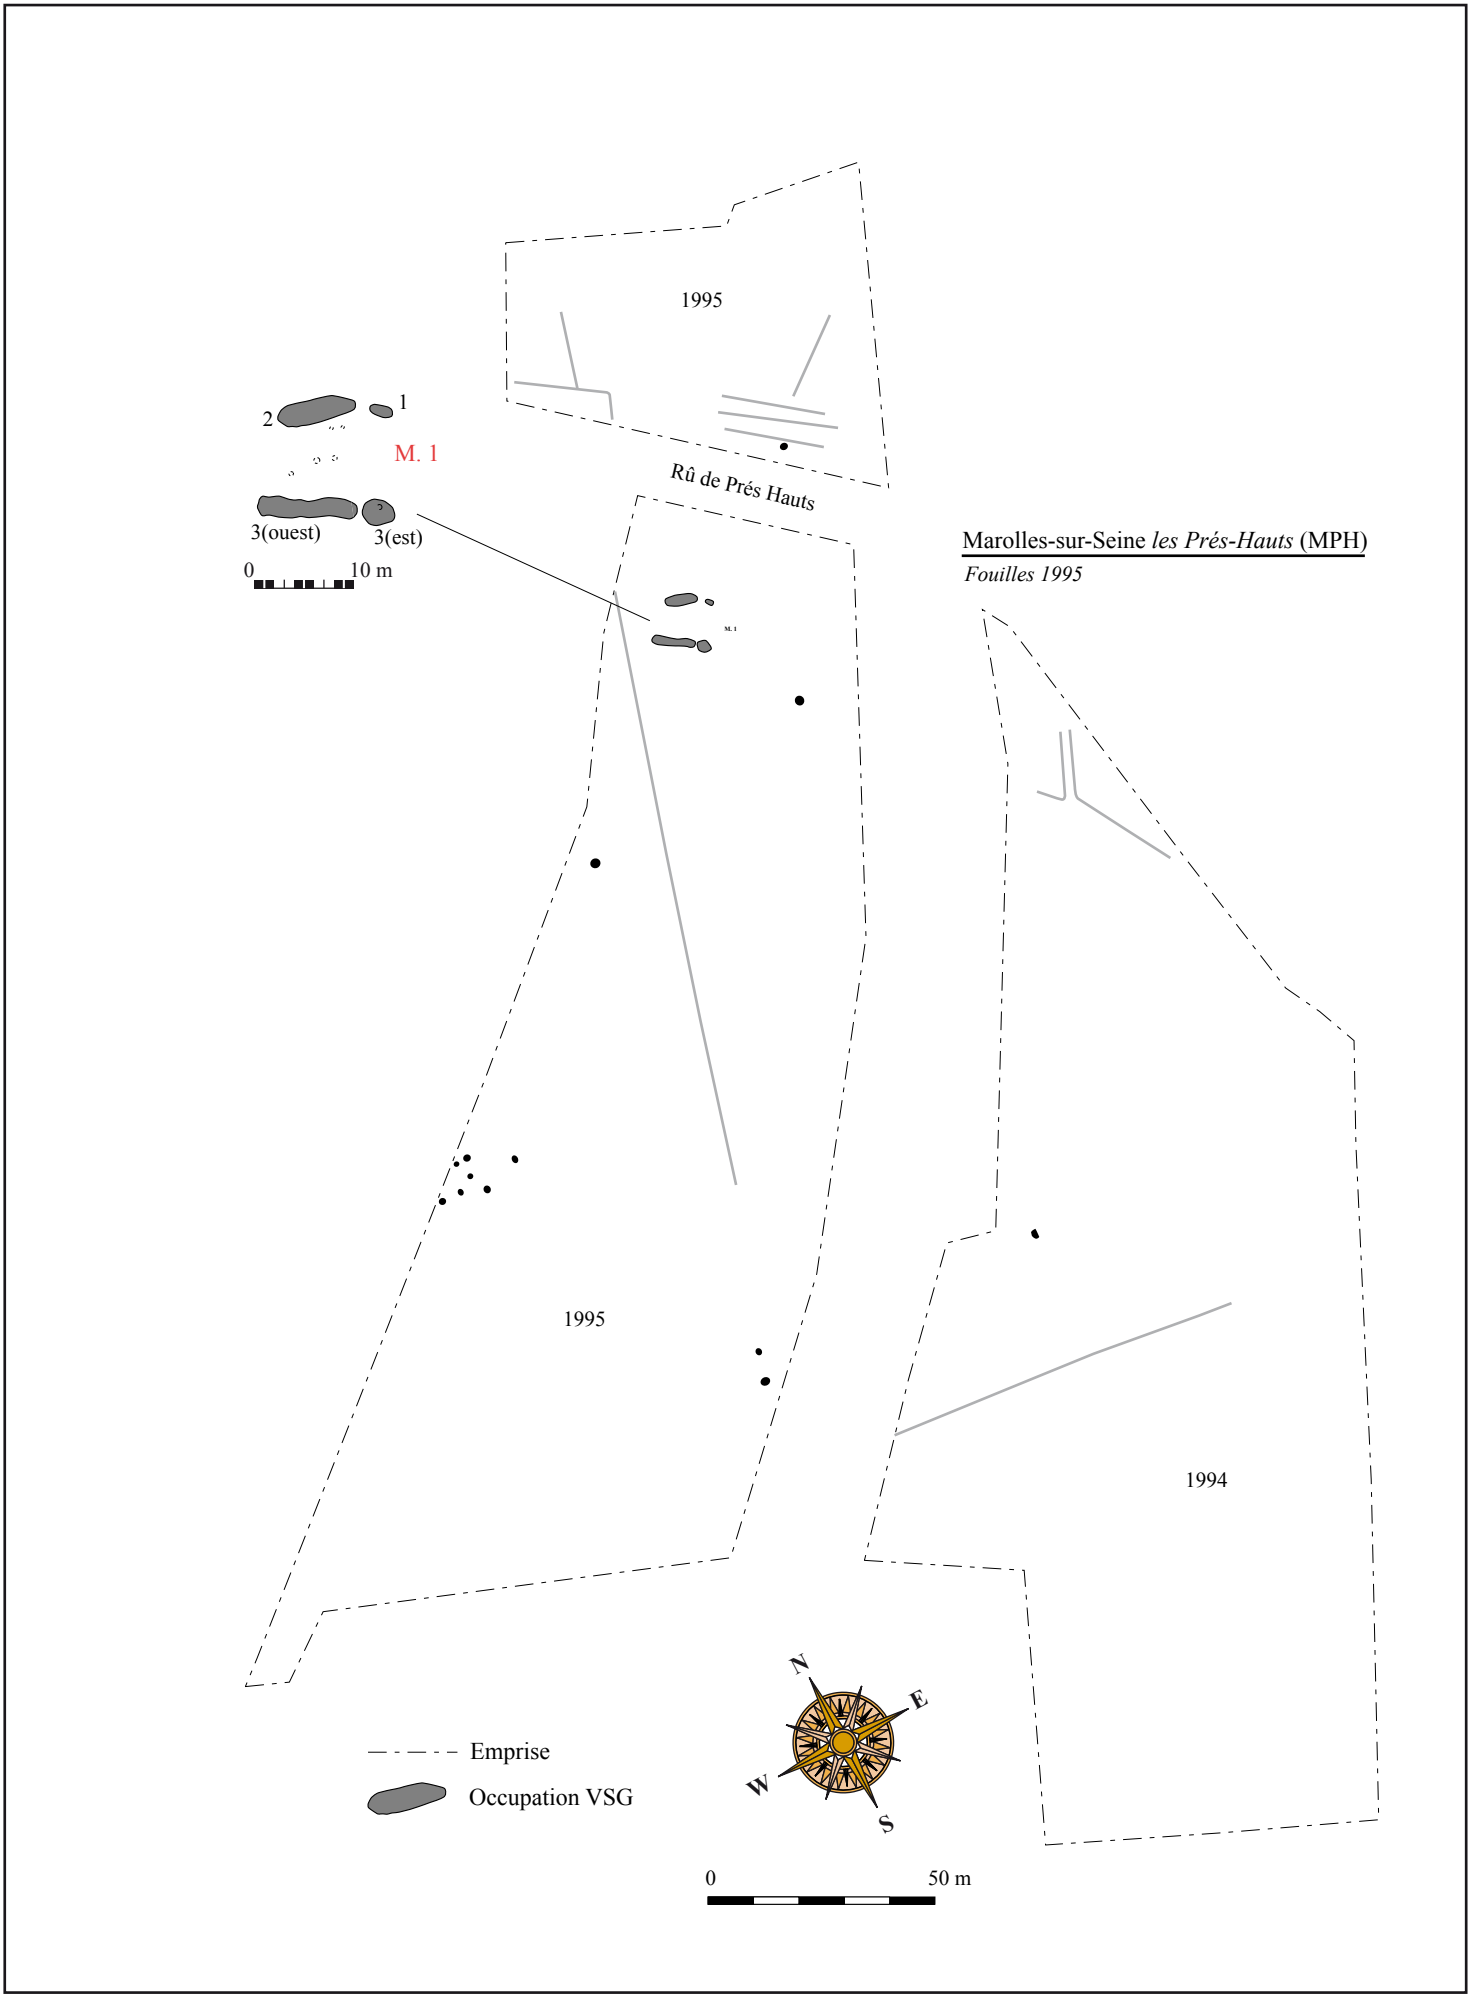 1995
1
2
M. 1
Rû de Prés Hauts
3(ouest)
3(est)
0 10 m
Marolles-sur-Seine les Prés-Hauts (MPH)
Fouilles 1995
M. 1
1995
1994
N
E
W
S
Emprise
Occupation VSG
0 50 m